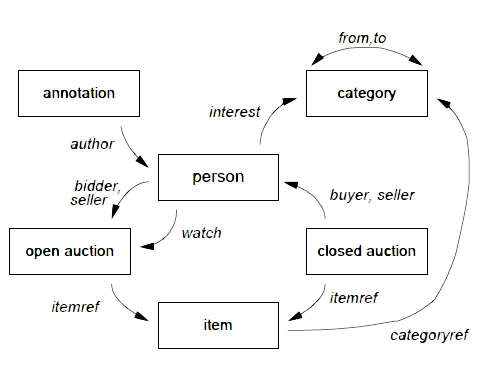 from,to
annotation
category
interest
author
person
bidder,
seller
buyer, seller
watch
open auction
closed auction
itemref
itemref
item
categoryref